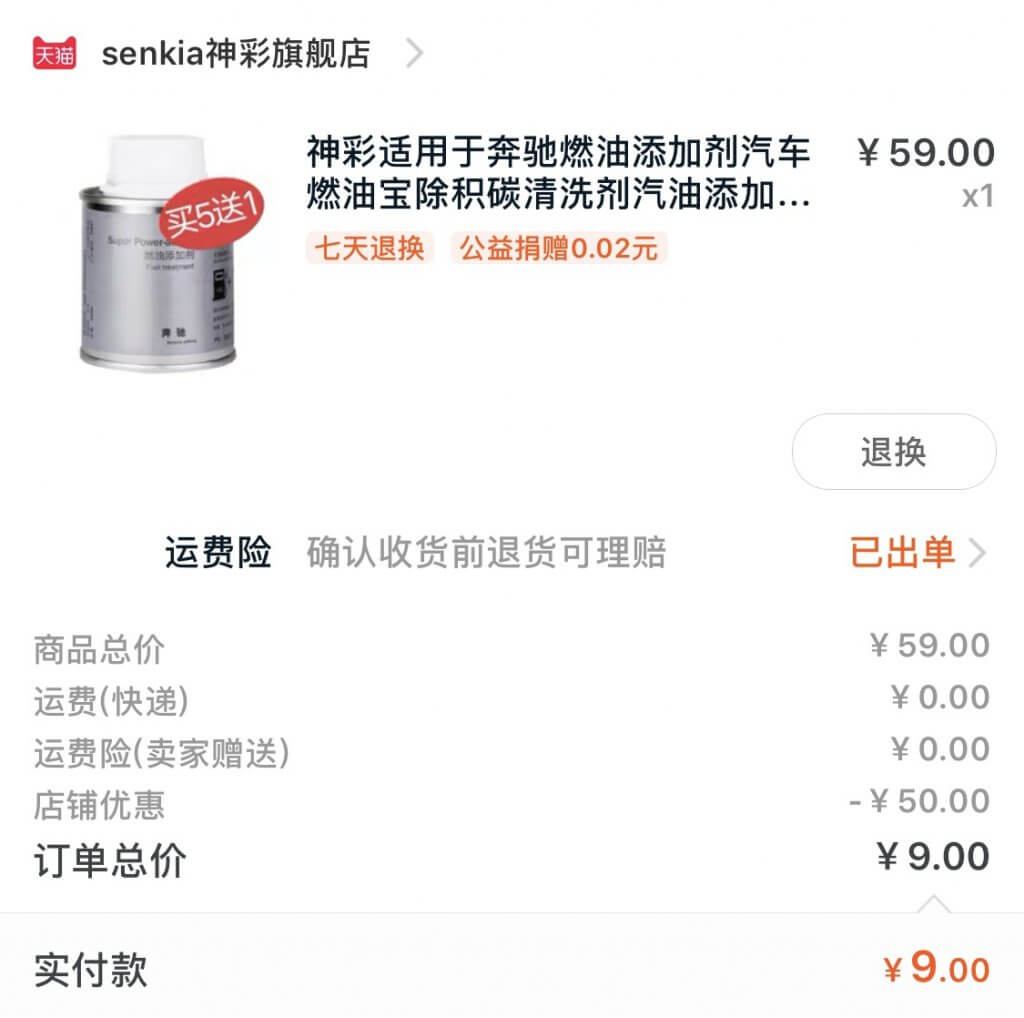 天猫 senkia神彩旗舰店
神彩适用于奔驰燃油添加剂汽车 ¥59.00
燃油宝除积碳清洗剂汽油添加... x1
七天退换 公益捐赠0.02元
买5送1
Super Power-
燃油添加剂
Fuel treatment
奔驰
退换
运费险 确认收货前退货可理赔 已出单
商品总价 ¥59.00
运费(快递) ¥0.00
运费险(卖家赠送) ¥0.00
店铺优惠 -¥50.00
订单总价 ¥9.00
实付款 ¥9.00